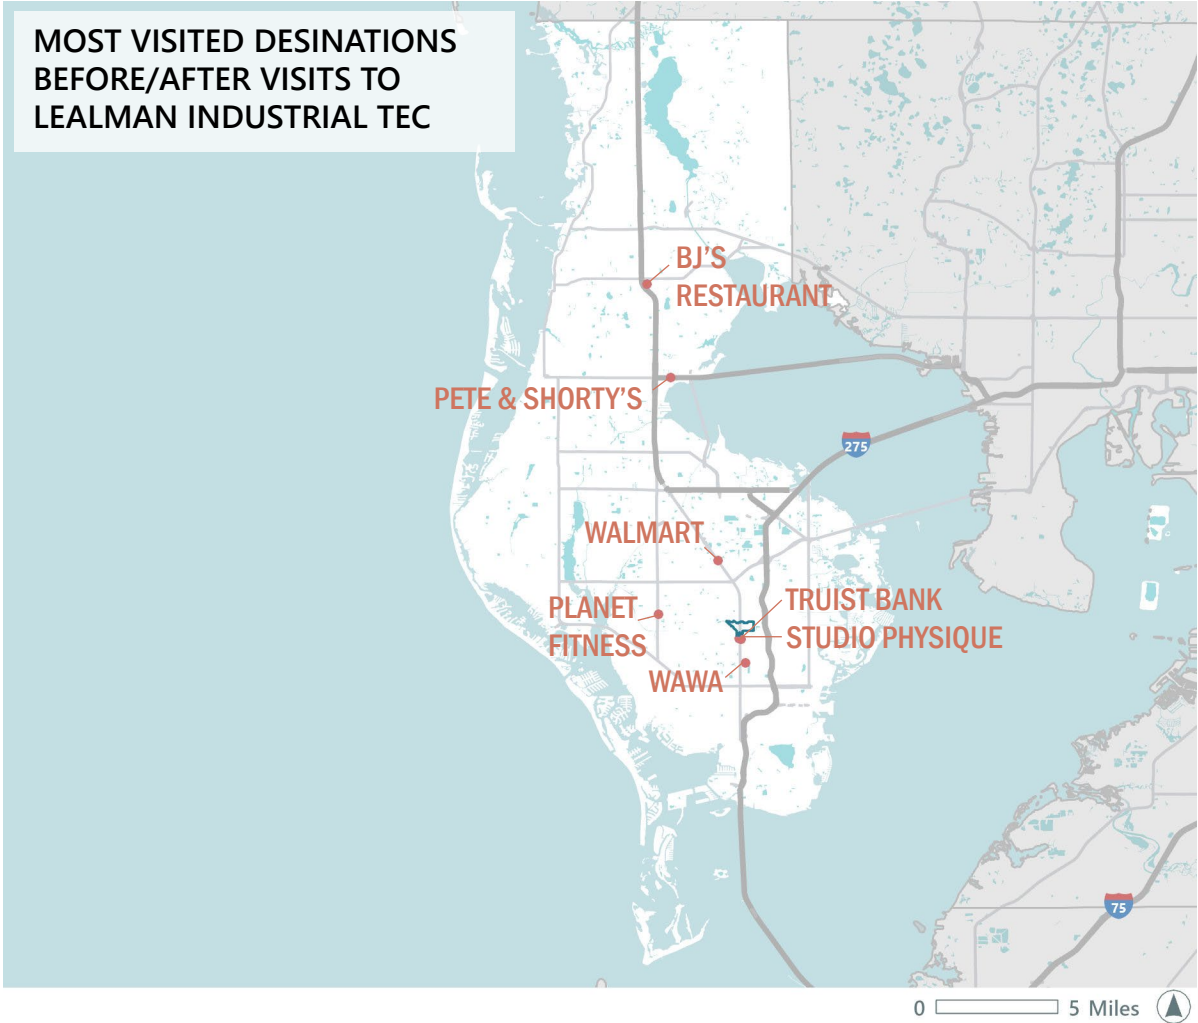 MOST VISITED DESINATIONS
BEFORE/AFTER VISITS TO
LEALMAN INDUSTRIAL TEC
BJ'S
RESTAURANT
PETE & SHORTY'S
275
WALMART
PLANET
FITNESS
TRUIST BANK
STUDIO PHYSIQUE
WAWA
75
0 5 Miles